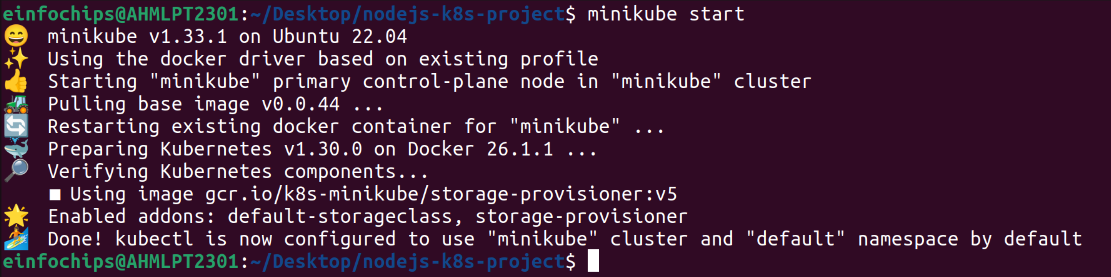 einfochips@AHMLPT2301:~/Desktop/nodejs-k8s-project$ minikube start
😄 minikube v1.33.1 on Ubuntu 22.04
✨ Using the docker driver based on existing profile
👍 Starting "minikube" primary control-plane node in "minikube" cluster
🚜 Pulling base image v0.0.44 ...
🔄 Restarting existing docker container for "minikube" ...
🐳 Preparing Kubernetes v1.30.0 on Docker 26.1.1 ...
🔎 Verifying Kubernetes components...
▪ Using image gcr.io/k8s-minikube/storage-provisioner:v5
🌟 Enabled addons: default-storageclass, storage-provisioner
🏄 Done! kubectl is now configured to use "minikube" cluster and "default" namespace by default
einfochips@AHMLPT2301:~/Desktop/nodejs-k8s-project$